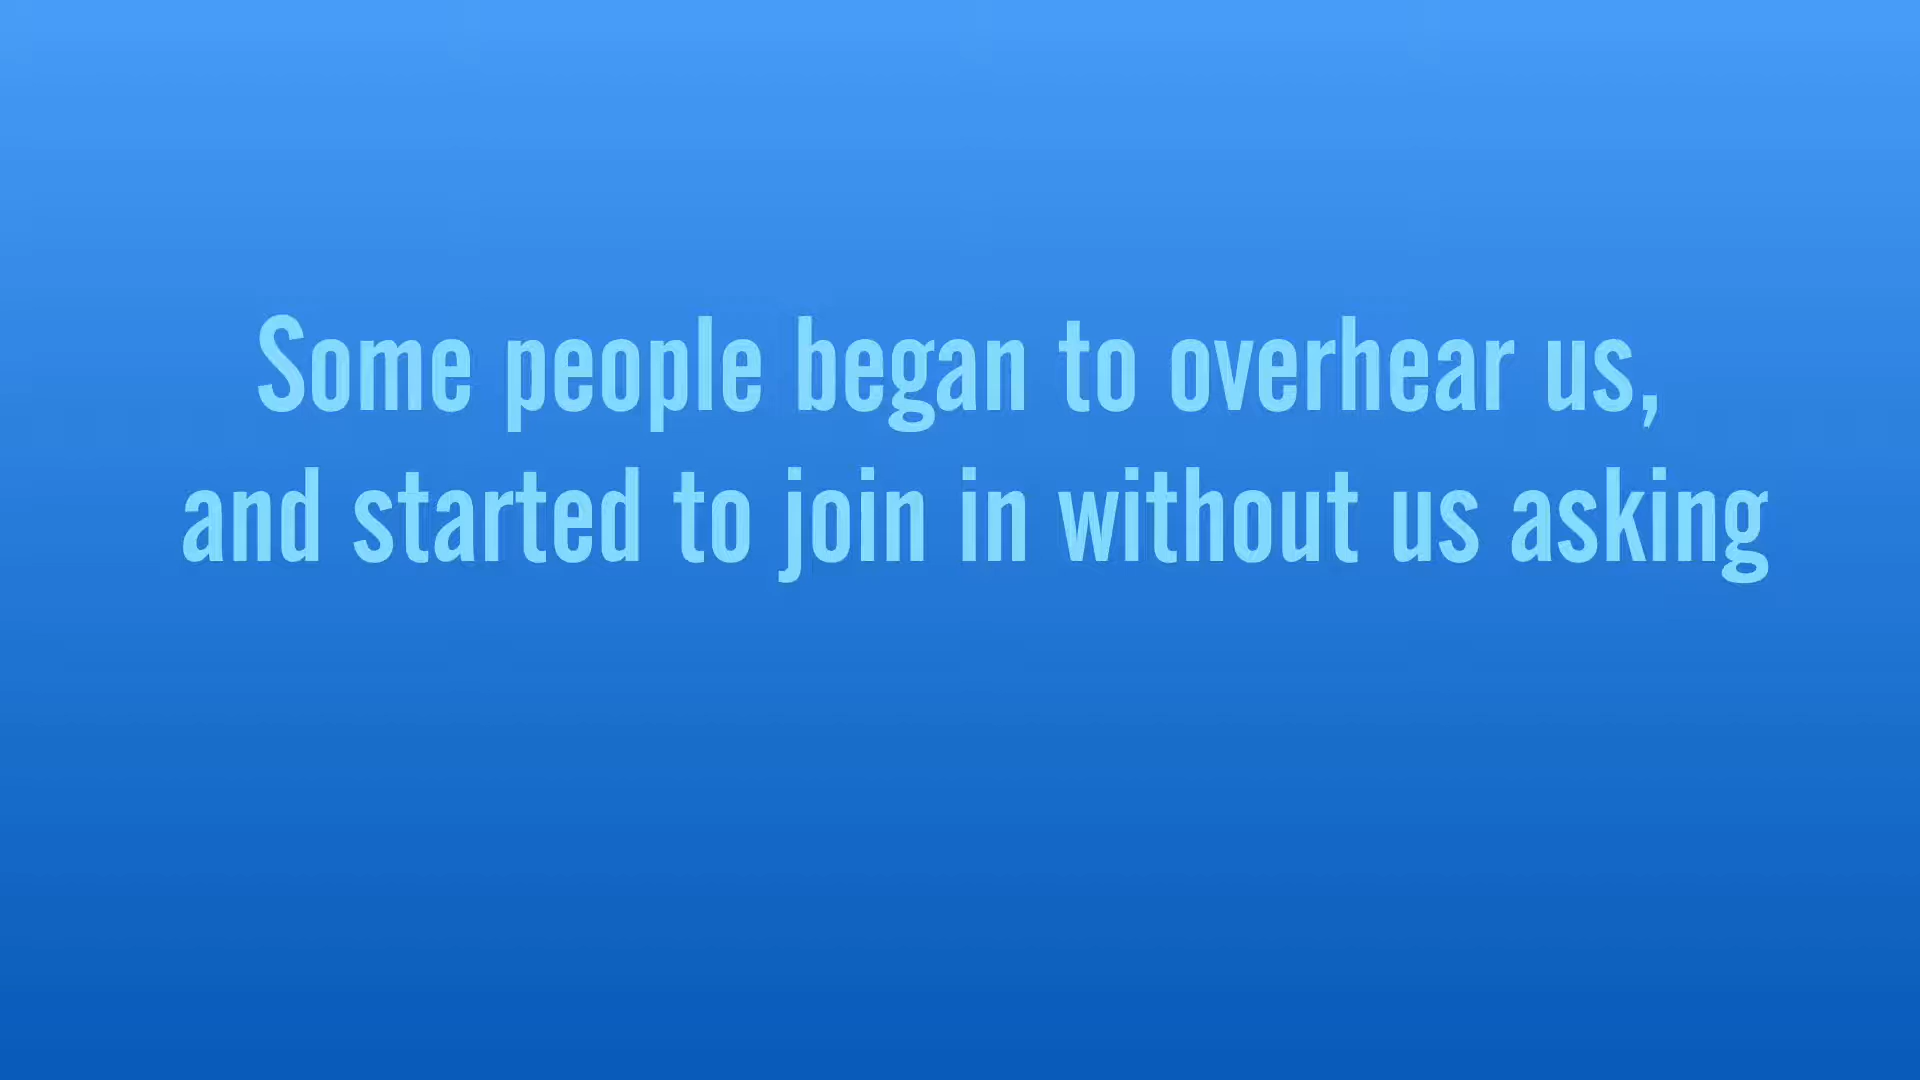 Some people began to overhear us,
and started to join in without us asking